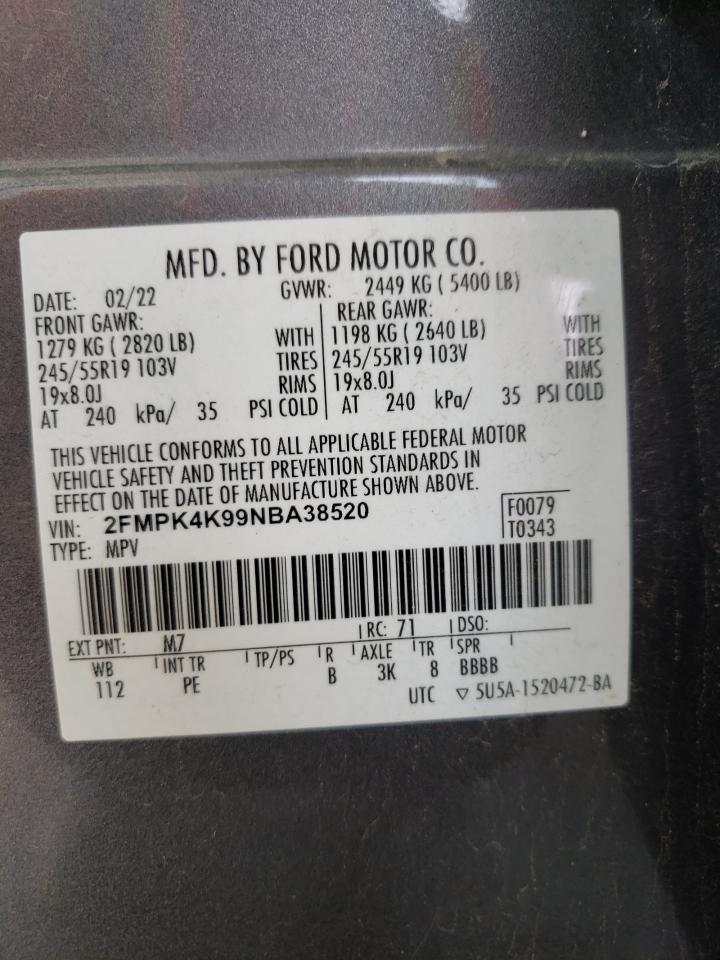 MFD. BY FORD MOTOR CO.
DATE: 02/22 GVWR: 2449 KG ( 5400 LB)
FRONT GAWR: REAR GAWR:
1279 KG ( 2820 LB) WITH 1198 KG ( 2640 LB) WITH
245/55R19 103V TIRES 245/55R19 103V TIRES
19x8.0J RIMS 19x8.0J RIMS
AT 240 kPa/ 35 PSI COLD AT 240 kPa/ 35 PSI COLD
THIS VEHICLE CONFORMS TO ALL APPLICABLE FEDERAL MOTOR
VEHICLE SAFETY AND THEFT PREVENTION STANDARDS IN
EFFECT ON THE DATE OF MANUFACTURE SHOWN ABOVE.
VIN: 2FMPK4K99NBA38520 F0079
TYPE: MPV T0343
EXT PNT: M7 RC: 71 DSO:
WB INT TR TP/PS R AXLE TR SPR
112 PE B 3K 8 BBBB
UTC ▽ 5U5A-1520472-BA